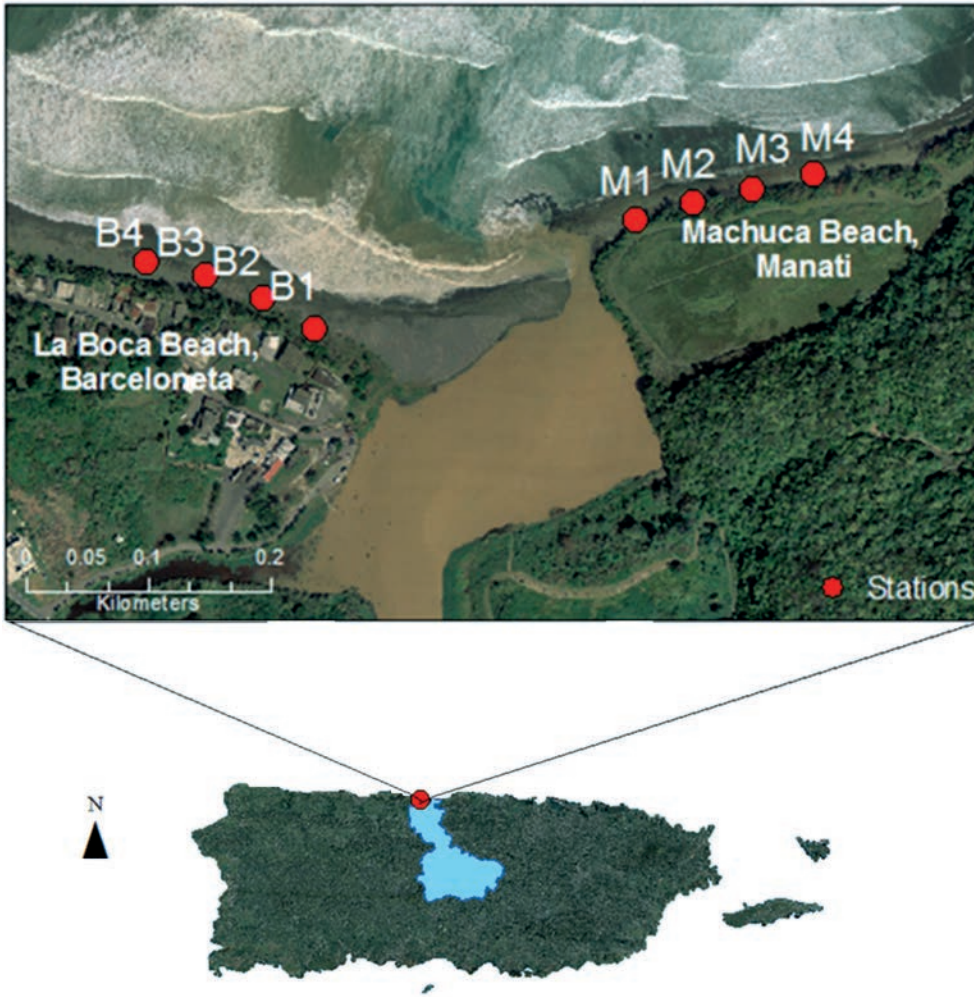 M1 M2 M3 M4
Machuca Beach,
Manati
B4 B3 B2 B1
La Boca Beach,
Barceloneta
0 0.05 0.1 0.2
Kilometers
Stations
N